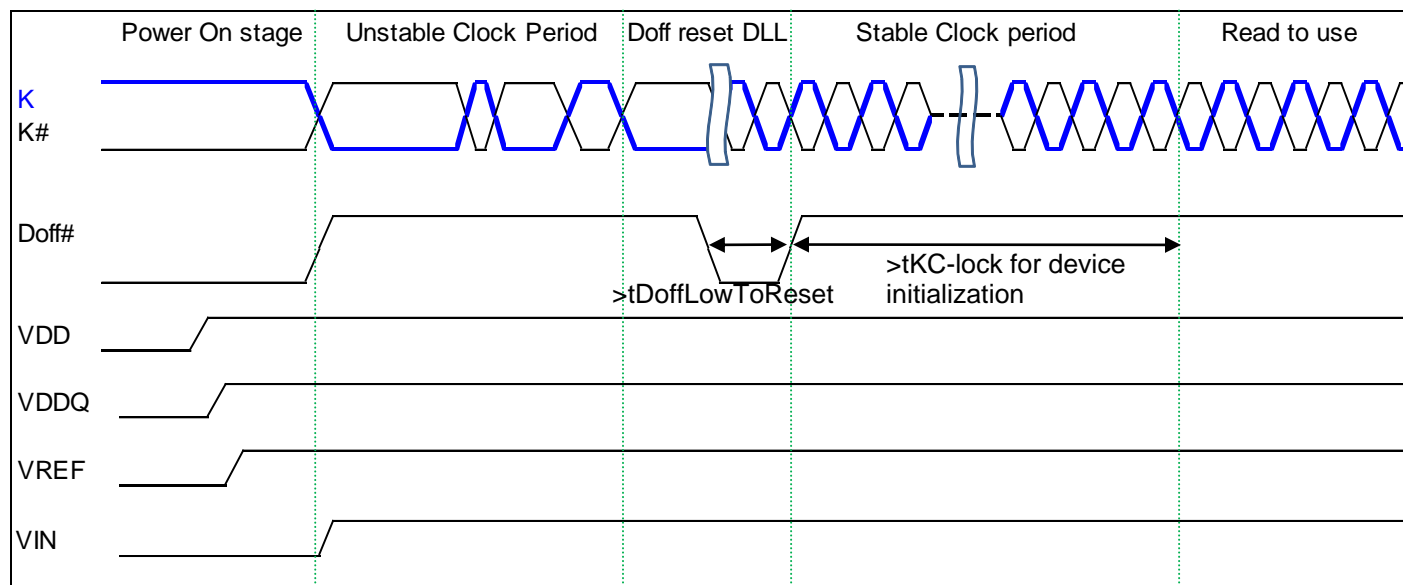 Power On stage
Unstable Clock Period
Doff reset DLL
Stable Clock period
Read to use
K
K#
Doff#
>tDoffLowToReset
>tKC-lock for device
initialization
VDD
VDDQ
VREF
VIN